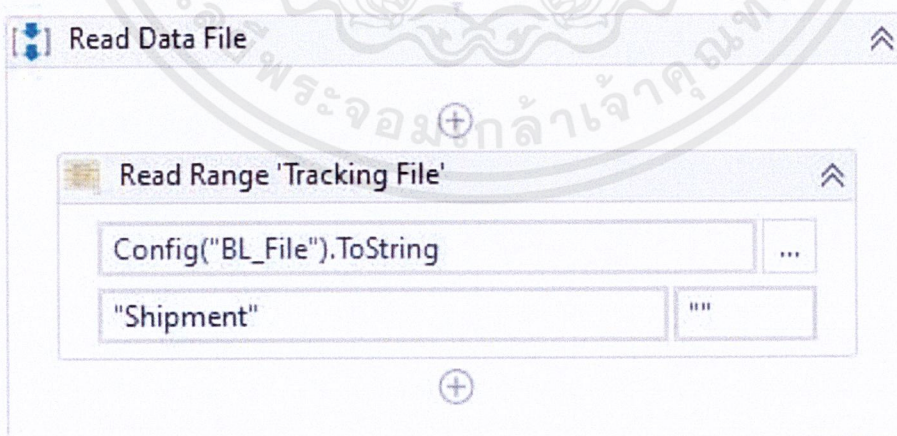 Read Data File
Read Range 'Tracking File'
Config("BL_File").ToString
...
"Shipment"
""